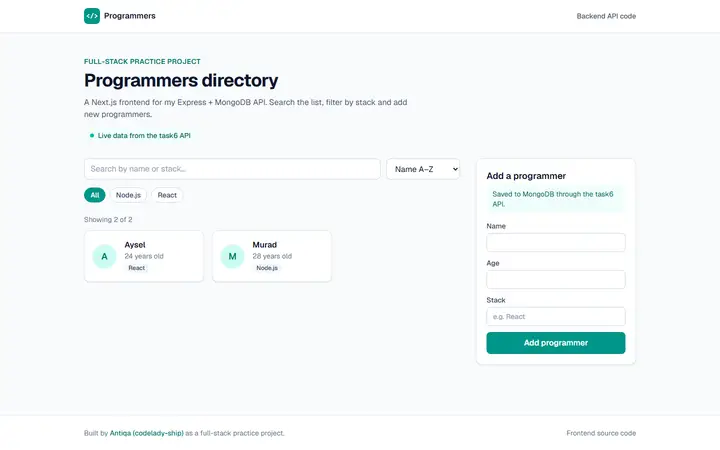 </> Programmers
Backend API code
FULL-STACK PRACTICE PROJECT
Programmers directory
A Next.js frontend for my Express + MongoDB API. Search the list, filter by stack and add
new programmers.
Live data from the task6 API
Search by name or stack...
Name A–Z
All
Node.js
React
Showing 2 of 2
A
Aysel
24 years old
React
M
Murad
28 years old
Node.js
Add a programmer
Saved to MongoDB through the task6
API.
Name
Age
Stack
e.g. React
Add programmer
Built by Antiqa (codelady-ship) as a full-stack practice project.
Frontend source code